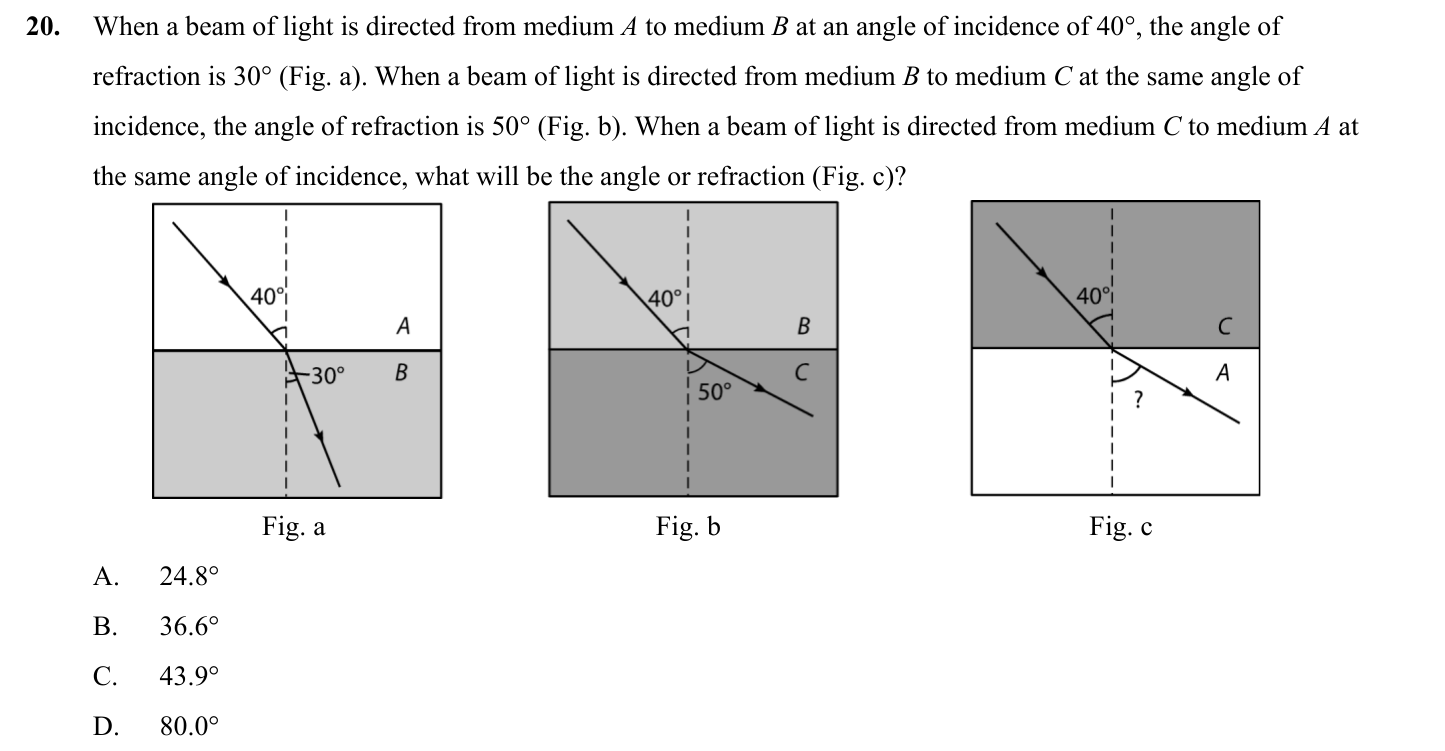 20. When a beam of light is directed from medium A to medium B at an angle of incidence of 40°, the angle of
refraction is 30° (Fig. a). When a beam of light is directed from medium B to medium C at the same angle of
incidence, the angle of refraction is 50° (Fig. b). When a beam of light is directed from medium C to medium A at
the same angle of incidence, what will be the angle or refraction (Fig. c)?
40°
A
30°
B
Fig. a
40°
B
C
50°
Fig. b
40°
C
A
?
Fig. c
A. 24.8°
B. 36.6°
C. 43.9°
D. 80.0°